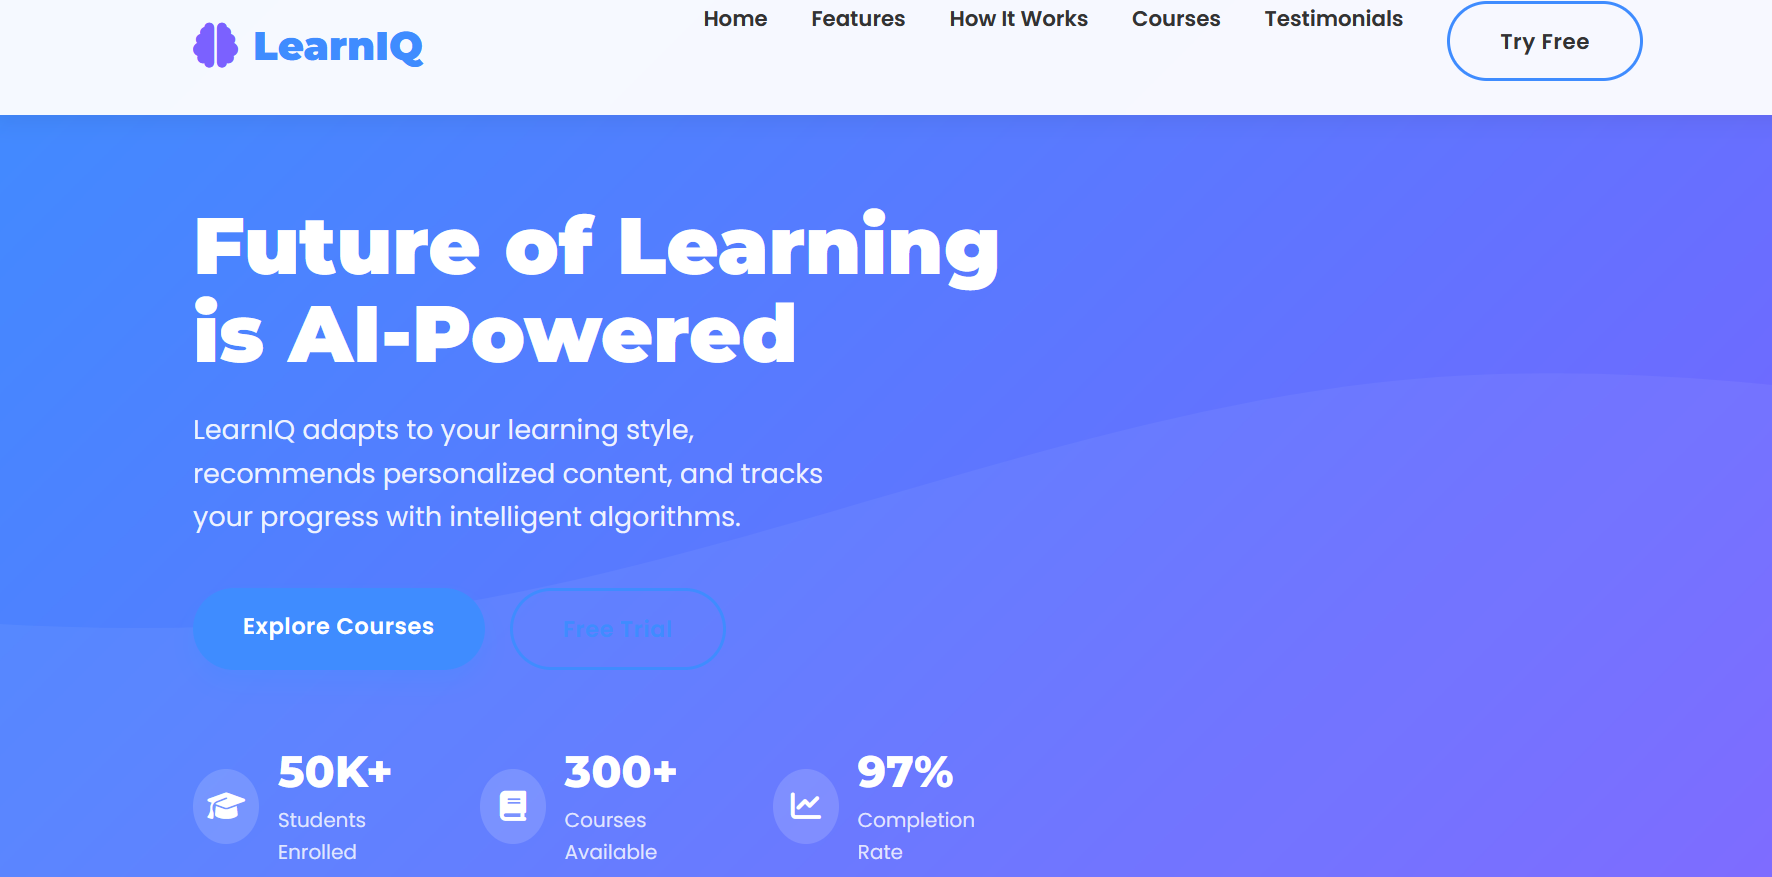 LearnIQ
Home
Features
How It Works
Courses
Testimonials
Try Free
Future of Learning
is AI-Powered
LearnIQ adapts to your learning style,
recommends personalized content, and tracks
your progress with intelligent algorithms.
Explore Courses
Free Trial
50K+
Students
Enrolled
300+
Courses
Available
97%
Completion
Rate